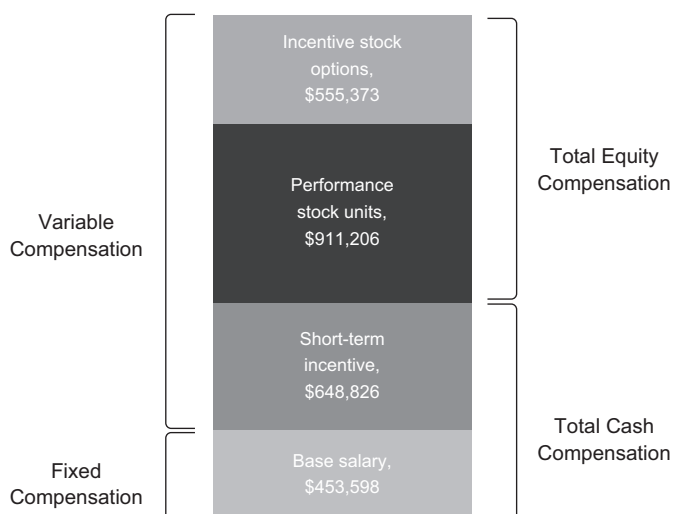 Incentive stock
options,
$555,373
Performance
stock units,
$911,206
Short-term
incentive,
$648,826
Base salary,
$453,598
Variable
Compensation
Fixed
Compensation
Total Equity
Compensation
Total Cash
Compensation